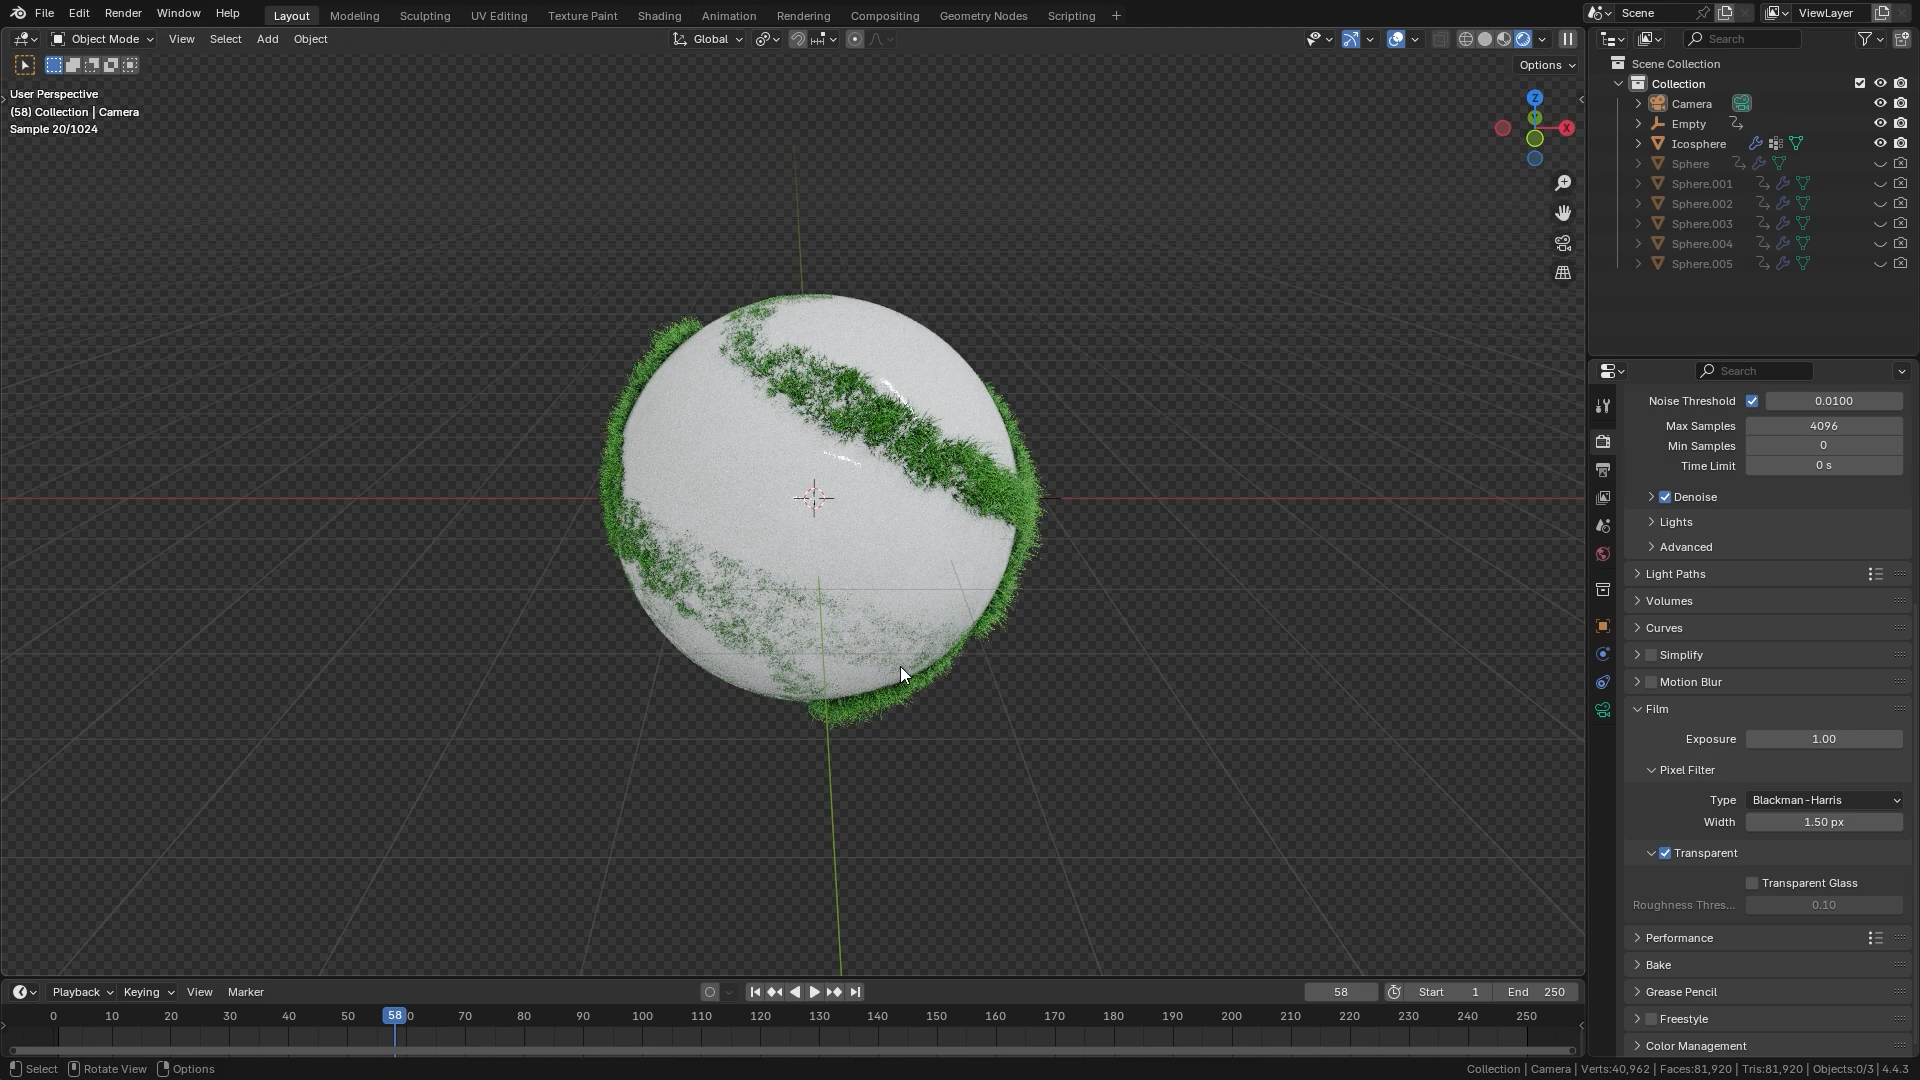 File Edit Render Window Help Layout Modeling Sculpting UV Editing Texture Paint Shading Animation Rendering Compositing Geometry Nodes Scripting + Scene ViewLayer
Object Mode View Select Add Object Global Search
Options
User Perspective
(58) Collection | Camera
Sample 20/1024
Z
X
Scene Collection
Collection
Camera
Empty
Icosphere
Sphere
Sphere.001
Sphere.002
Sphere.003
Sphere.004
Sphere.005
Search
Noise Threshold 0.0100
Max Samples 4096
Min Samples 0
Time Limit 0 s
Denoise
Lights
Advanced
Light Paths
Volumes
Curves
Simplify
Motion Blur
Film
Exposure 1.00
Pixel Filter
Type Blackman-Harris
Width 1.50 px
Transparent
Transparent Glass
Roughness Thres... 0.10
Performance
Bake
Grease Pencil
Freestyle
Color Management
Playback Keying View Marker 58 Start 1 End 250
0 10 20 30 40 50 58 0 70 80 90 100 110 120 130 140 150 160 170 180 190 200 210 220 230 240 250
Select Rotate View Options Collection | Camera | Verts:40,962 | Faces:81,920 | Tris:81,920 | Objects:0/3 | 4.4.3